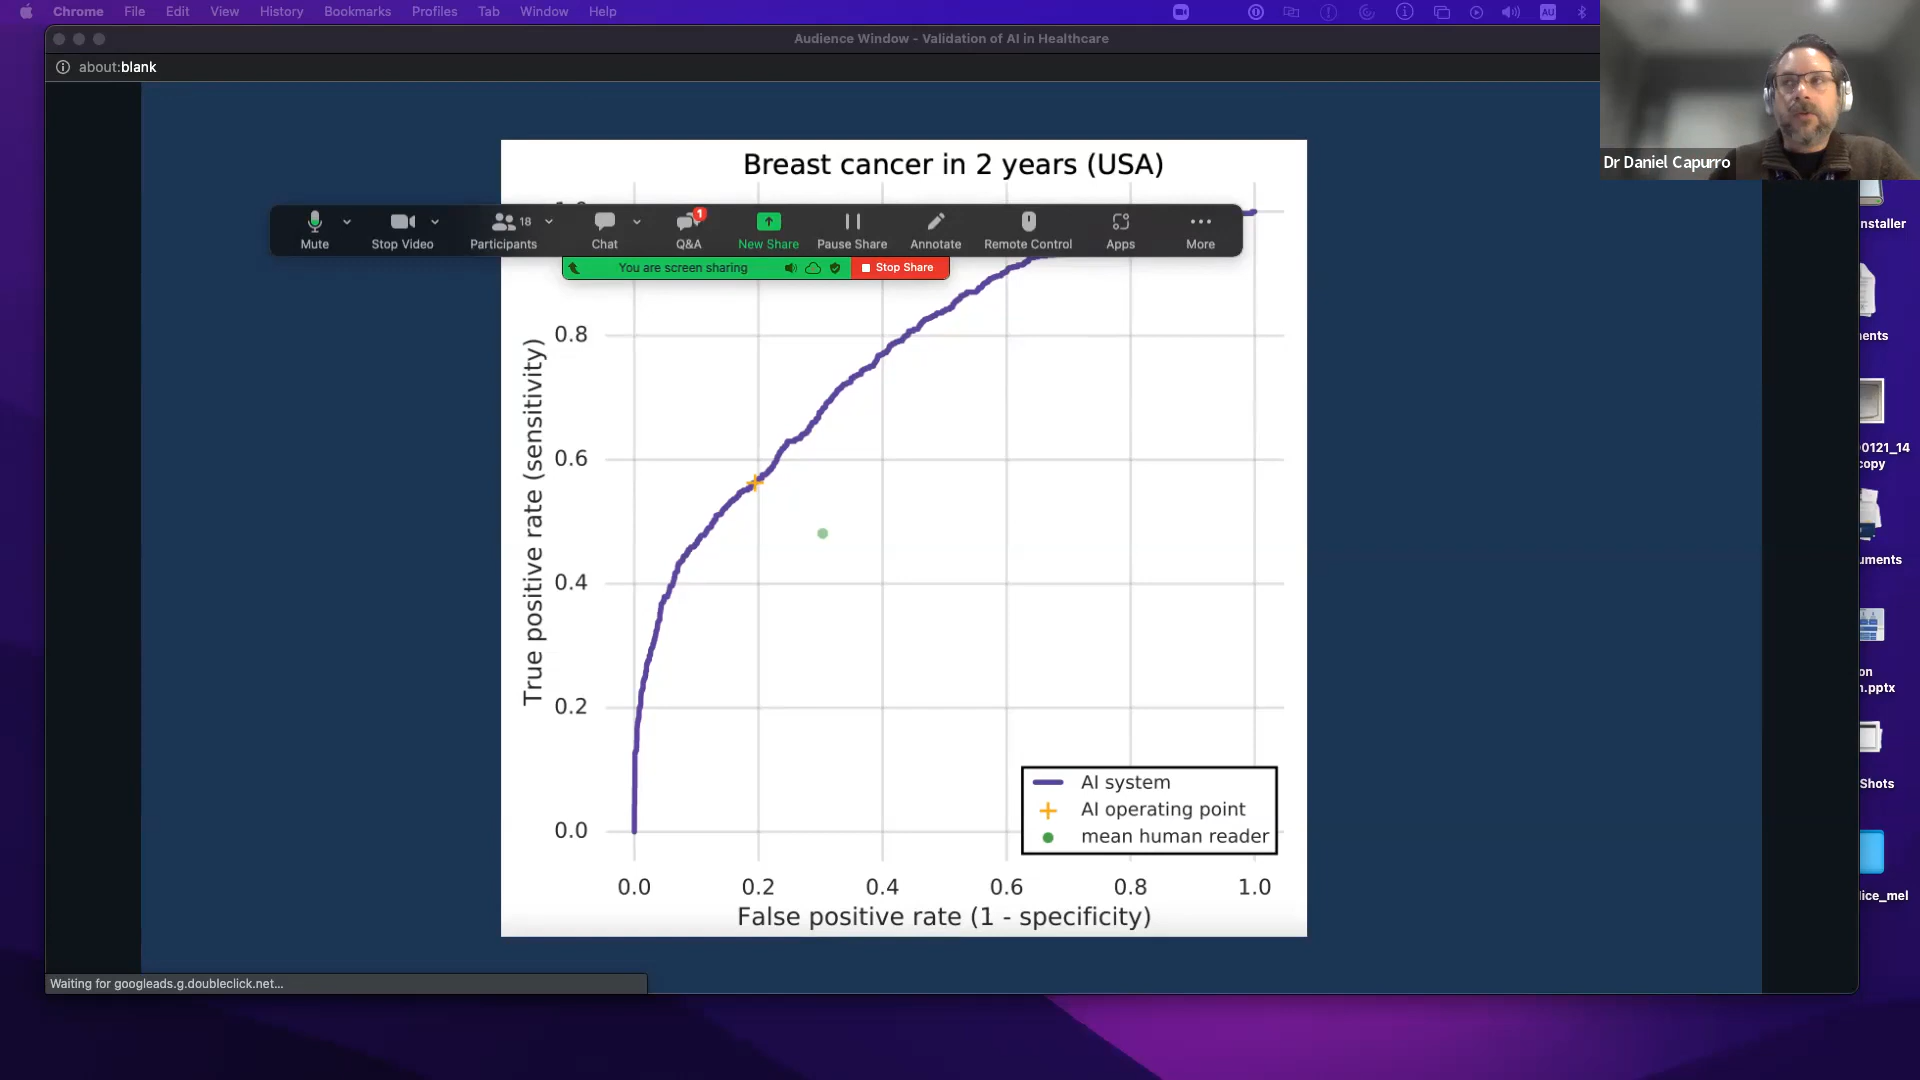 Chrome File Edit View History Bookmarks Profiles Tab Window Help
AU
Audience Window - Validation of AI in Healthcare
about:blank
Dr Daniel Capurro
Breast cancer in 2 years (USA)
Mute
Stop Video
Participants 18
Chat
Q&A 1
New Share
Pause Share
Annotate
Remote Control
Apps
More
You are screen sharing
Stop Share
True positive rate (sensitivity)
0.8
0.6
0.4
0.2
0.0
AI system
AI operating point
mean human reader
0.0 0.2 0.4 0.6 0.8 1.0
False positive rate (1 - specificity)
Waiting for googleads.g.doubleclick.net...
nstaller
ents
0121_14
copy
uments
on
n.pptx
Shots
lice_mel